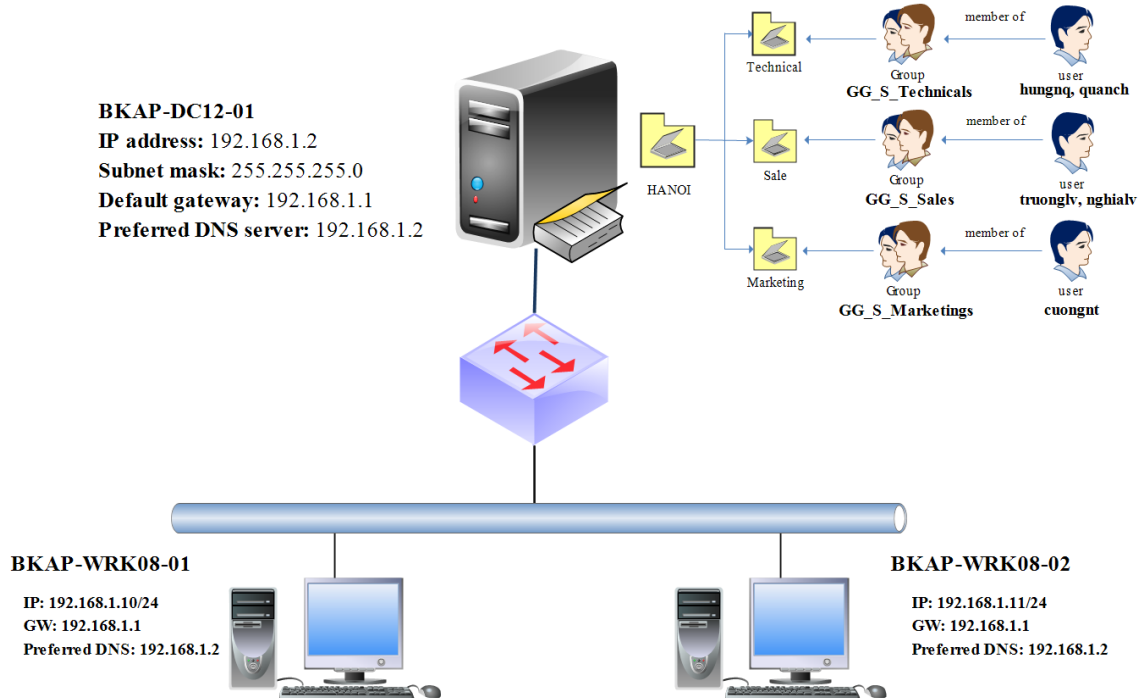 BKAP-DC12-01
IP address: 192.168.1.2
Subnet mask: 255.255.255.0
Default gateway: 192.168.1.1
Preferred DNS server: 192.168.1.2
HANOI
Technical
Group
GG_S_Technicals
member of
user
hungnq, quanch
Sale
Group
GG_S_Sales
member of
user
truonglv, nghialv
Marketing
Group
GG_S_Marketings
member of
user
cuongnt
BKAP-WRK08-01
IP: 192.168.1.10/24
GW: 192.168.1.1
Preferred DNS: 192.168.1.2
BKAP-WRK08-02
IP: 192.168.1.11/24
GW: 192.168.1.1
Preferred DNS: 192.168.1.2